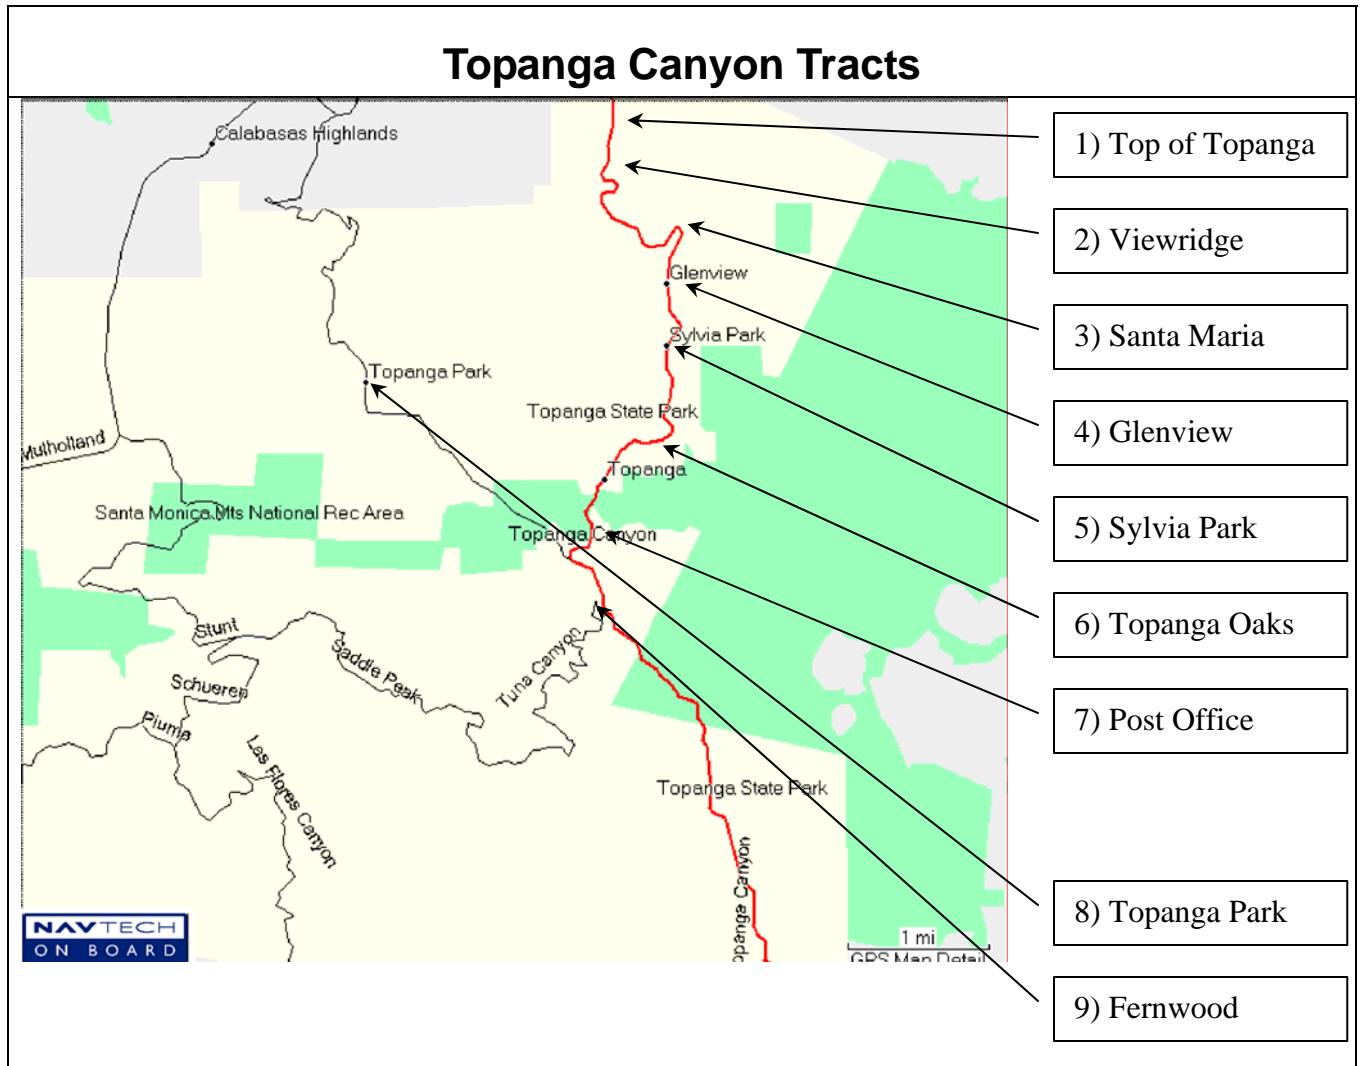 Topanga Canyon Tracts
Calabasas Highlands
1) Top of Topanga
2) Viewridge
Glenview
3) Santa Maria
Sylvia Park
Topanga Park
4) Glenview
Topanga State Park
Mulholland
Topanga
5) Sylvia Park
Santa Monica Mts National Rec Area
Topanga Canyon
6) Topanga Oaks
Stunt
Saddle Peak
Tuna Canyon
Schueren
7) Post Office
Piuma
Las Flores Canyon
Topanga State Park
Topanga Canyon
8) Topanga Park
NAVTECH
ON BOARD
1 mi
GPS Map Detail
opanga Canyon
9) Fernwood